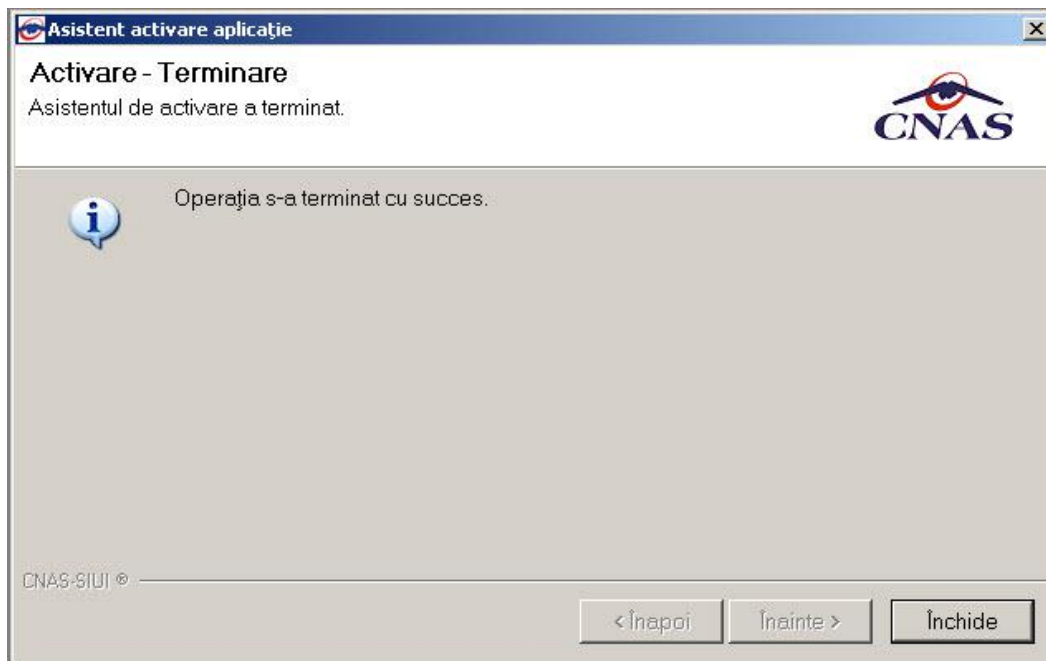 Asistent activare aplicaţie
Activare - Terminare
Asistentul de activare a terminat.
CNAS
Operaţia s-a terminat cu succes.
CNAS-SIUI ®
< Înapoi
Înainte >
Închide